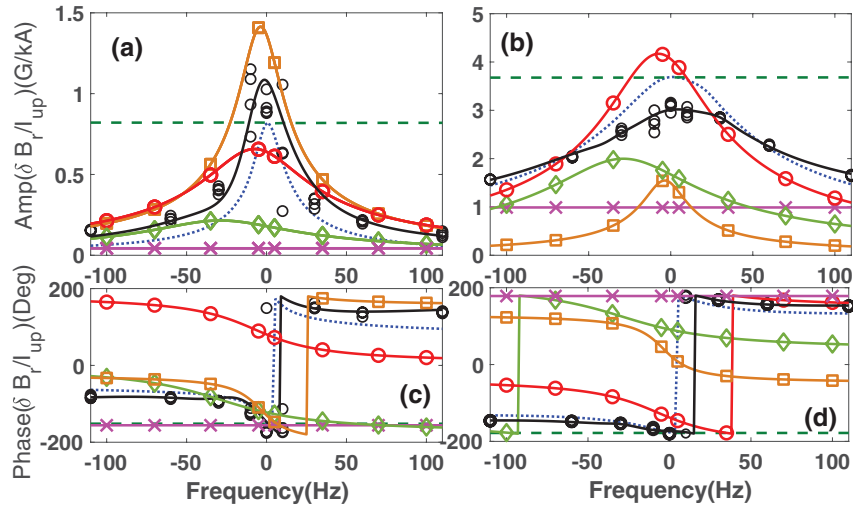 (a)
(b)
Amp(δ B_r/I_up)(G/kA)
1.5
1
0.5
0
-100 -50 0 50 100
5
4
3
2
1
0
-100 -50 0 50 100
Phase(δ B_r/I_up)(Deg)
200
0
-200
(c)
-100 -50 0 50 100
Frequency(Hz)
200
0
-200
(d)
-100 -50 0 50 100
Frequency(Hz)